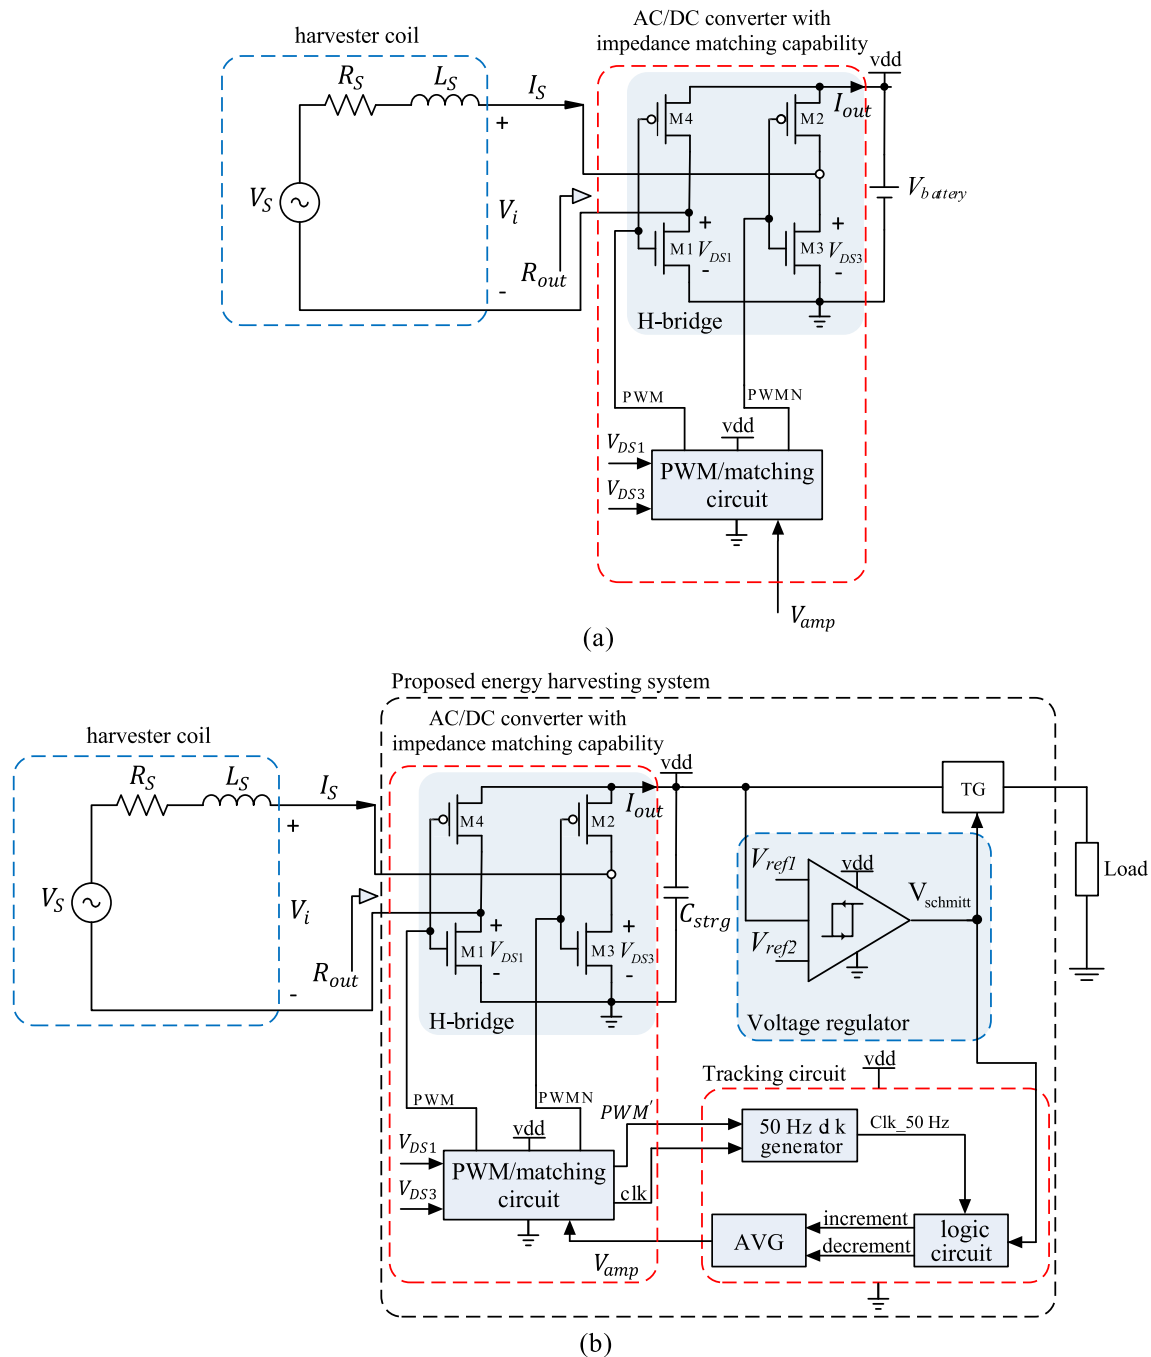 AC/DC converter with
impedance matching capability
harvester coil
vdd
R_S
L_S
I_S
I_out
M4
M2
+
V_S
V_i
V_battery
R_out
+
+
M1
V_DS1
M3
V_DS3
-
-
-
H-bridge
PWM
PWMN
vdd
V_DS1
PWM/matching
circuit
V_DS3
V_amp
(a)
Proposed energy harvesting system
AC/DC converter with
impedance matching capability
harvester coil
vdd
R_S
L_S
I_S
I_out
TG
M4
M2
+
V_ref1
vdd
Load
V_S
V_i
C_strg
V_schmitt
+
+
V_ref2
M1
V_DS1
M3
V_DS3
R_out
-
-
-
H-bridge
Voltage regulator
vdd
Tracking circuit
PWM
PWMN
PWM′
50 Hz d k
generator
Clk_50 Hz
vdd
V_DS1
PWM/matching
circuit
clk
V_DS3
increment
decrement
AVG
logic
circuit
V_amp
(b)